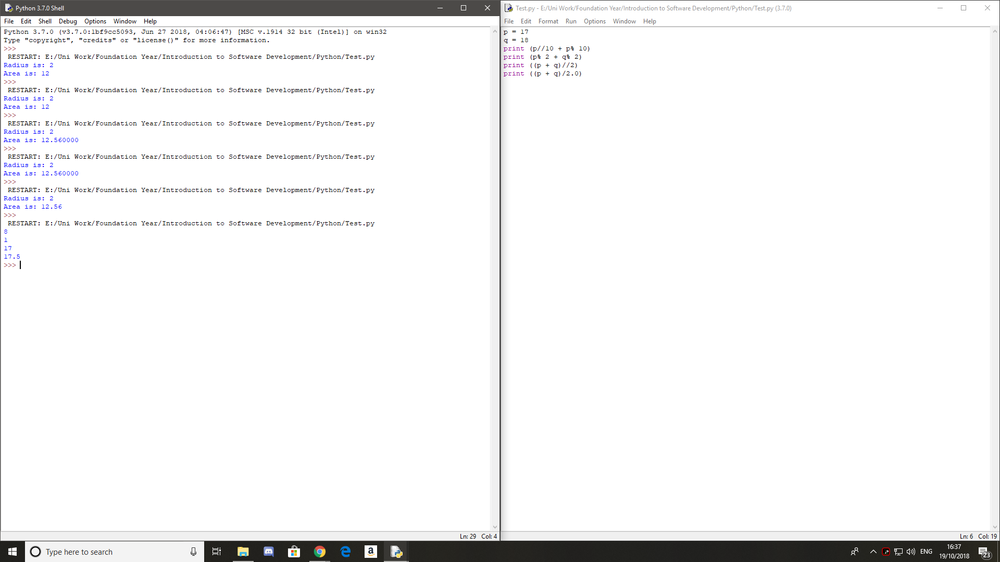 Python 3.7.0 Shell
File Edit Shell Debug Options Window Help
Python 3.7.0 (v3.7.0:1bf9cc5093, Jun 27 2018, 04:06:47) [MSC v.1914 32 bit (Intel)] on win32
Type "copyright", "credits" or "license()" for more information.
>>>
RESTART: E:/Uni Work/Foundation Year/Introduction to Software Development/Python/Test.py
Radius is: 2
Area is: 12
>>>
RESTART: E:/Uni Work/Foundation Year/Introduction to Software Development/Python/Test.py
Radius is: 2
Area is: 12
>>>
RESTART: E:/Uni Work/Foundation Year/Introduction to Software Development/Python/Test.py
Radius is: 2
Area is: 12.560000
>>>
RESTART: E:/Uni Work/Foundation Year/Introduction to Software Development/Python/Test.py
Radius is: 2
Area is: 12.560000
>>>
RESTART: E:/Uni Work/Foundation Year/Introduction to Software Development/Python/Test.py
Radius is: 2
Area is: 12.56
>>>
RESTART: E:/Uni Work/Foundation Year/Introduction to Software Development/Python/Test.py
8
1
17
17.5
>>>
Ln: 29 Col: 4
Test.py - E:/Uni Work/Foundation Year/Introduction to Software Development/Python/Test.py (3.7.0)
File Edit Format Run Options Window Help
p = 17
q = 18
print (p//10 + p% 10)
print (p% 2 + q% 2)
print ((p + q)//2)
print ((p + q)/2.0)
Ln: 6 Col: 19
Type here to search
a
ENG
16:37
19/10/2018
23